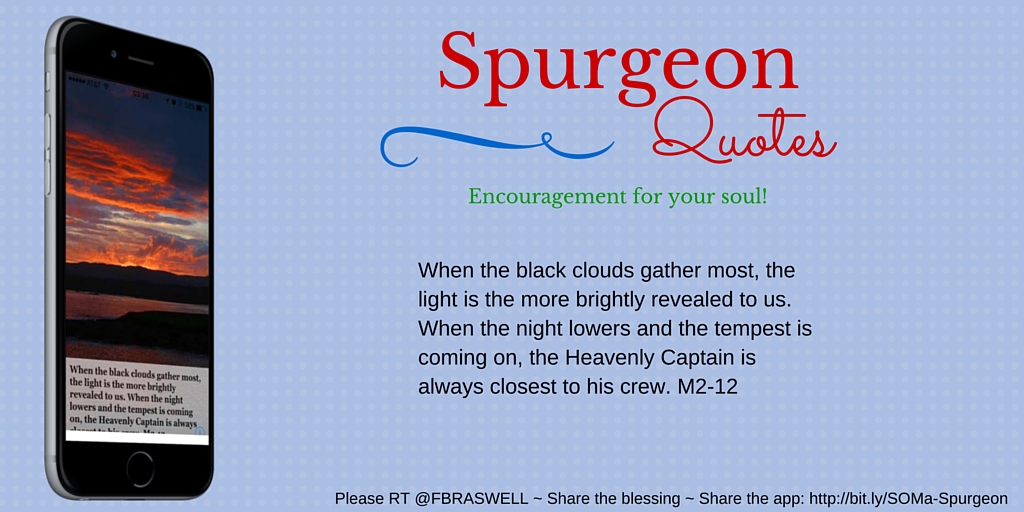 Spurgeon
Quotes
Encouragement for your soul!
When the black clouds gather most, the
light is the more brightly revealed to us.
When the night lowers and the tempest is
coming on, the Heavenly Captain is
always closest to his crew. M2-12
AT&T
When the black clouds gather most,
the light is the more brightly
revealed to us. When the night
lowers and the tempest is coming
on, the Heavenly Captain is always
Please RT @FBRASWELL ~ Share the blessing ~ Share the app: http://bit.ly/SOMa-Spurgeon